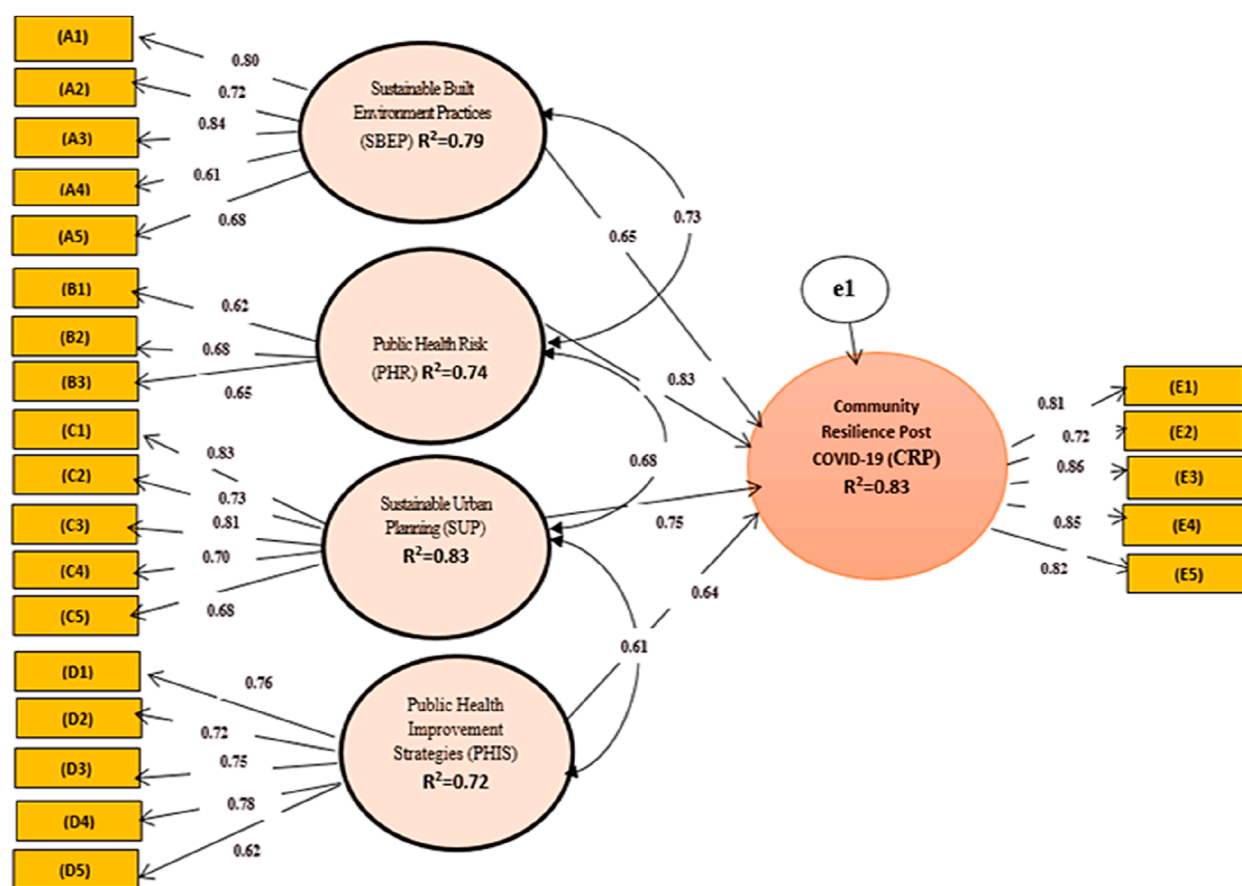 (A1)
0.80
(A2)
0.72
(A3)
0.84
(A4)
0.61
(A5)
0.68
Sustainable Built
Environment Practices
(SBEP) R²=0.79
0.73
0.65
(B1)
0.62
(B2)
0.68
(B3)
0.65
Public Health Risk
(PHR) R²=0.74
0.83
0.68
e1
Community
Resilience Post
COVID-19 (CRP)
R²=0.83
0.81
(E1)
0.72
(E2)
0.86
(E3)
0.85
(E4)
0.82
(E5)
(C1)
0.83
(C2)
0.73
(C3)
0.81
(C4)
0.70
(C5)
0.68
Sustainable Urban
Planning (SUP)
R²=0.83
0.75
0.64
0.61
(D1)
0.76
(D2)
0.72
(D3)
0.75
(D4)
0.78
(D5)
0.62
Public Health
Improvement
Strategies (PHIS)
R²=0.72